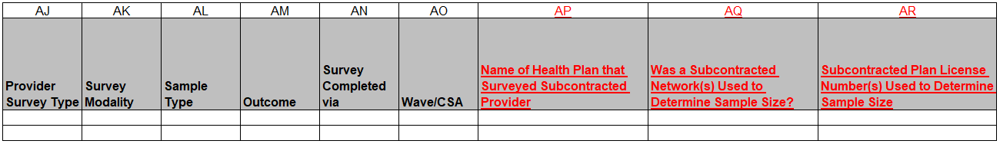 AJ AK AL AM AN AO AP AQ AR
Provider Survey Type Survey Modality Sample Type Outcome Survey Completed via Wave/CSA Name of Health Plan that Surveyed Subcontracted Provider Was a Subcontracted Network(s) Used to Determine Sample Size? Subcontracted Plan License Number(s) Used to Determine Sample Size